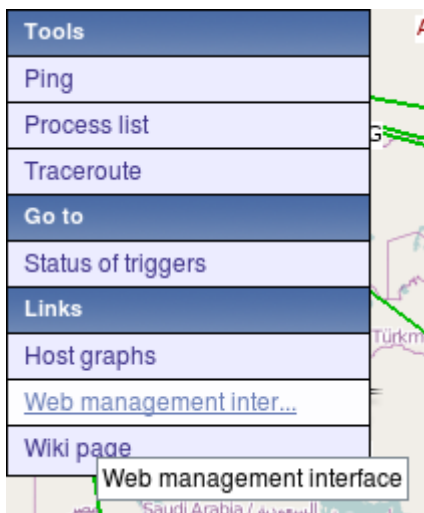 Tools
Ping
Process list
Traceroute
Go to
Status of triggers
Links
Host graphs
Web management inter...
Wiki page
Web management interface
Saudi Arabia /
Türkm
G